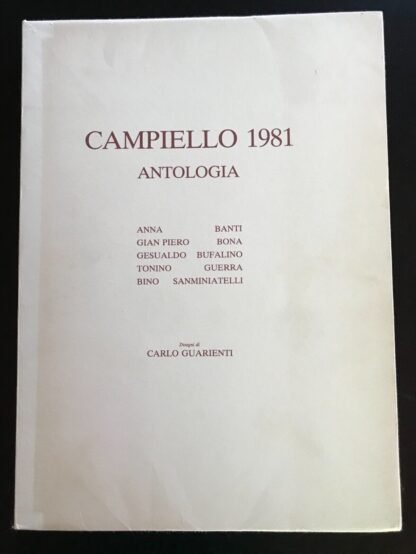 CAMPIELLO 1981
ANTOLOGIA
ANNA BANTI
GIAN PIERO BONA
GESUALDO BUFALINO
TONINO GUERRA
BINO SANMINIATELLI
Disegni di
CARLO GUARIENTI